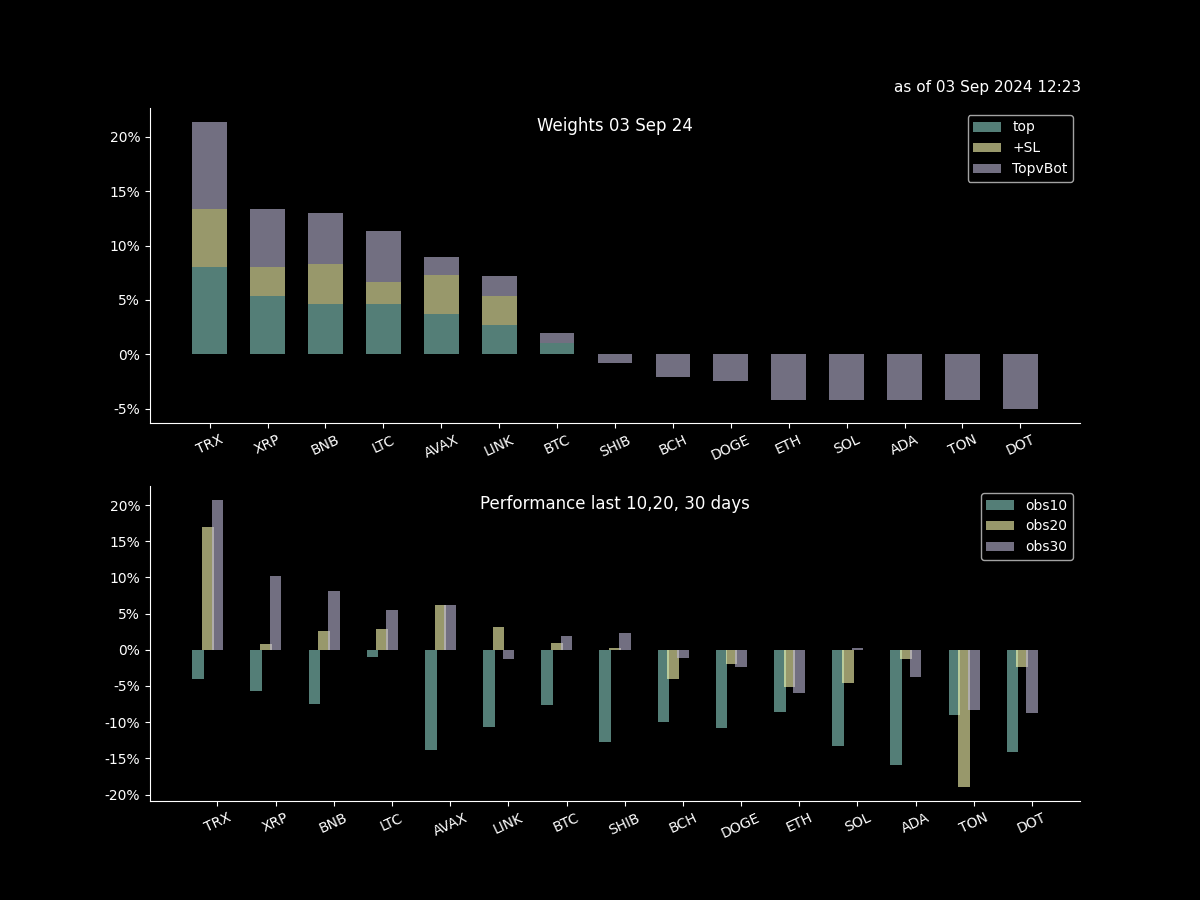 as of 03 Sep 2024 12:23
Weights 03 Sep 24
top
+SL
TopvBot
20%
15%
10%
5%
0%
-5%
TRX XRP BNB LTC AVAX LINK BTC SHIB BCH DOGE ETH SOL ADA TON DOT
Performance last 10,20, 30 days
obs10
obs20
obs30
20%
15%
10%
5%
0%
-5%
-10%
-15%
-20%
TRX XRP BNB LTC AVAX LINK BTC SHIB BCH DOGE ETH SOL ADA TON DOT